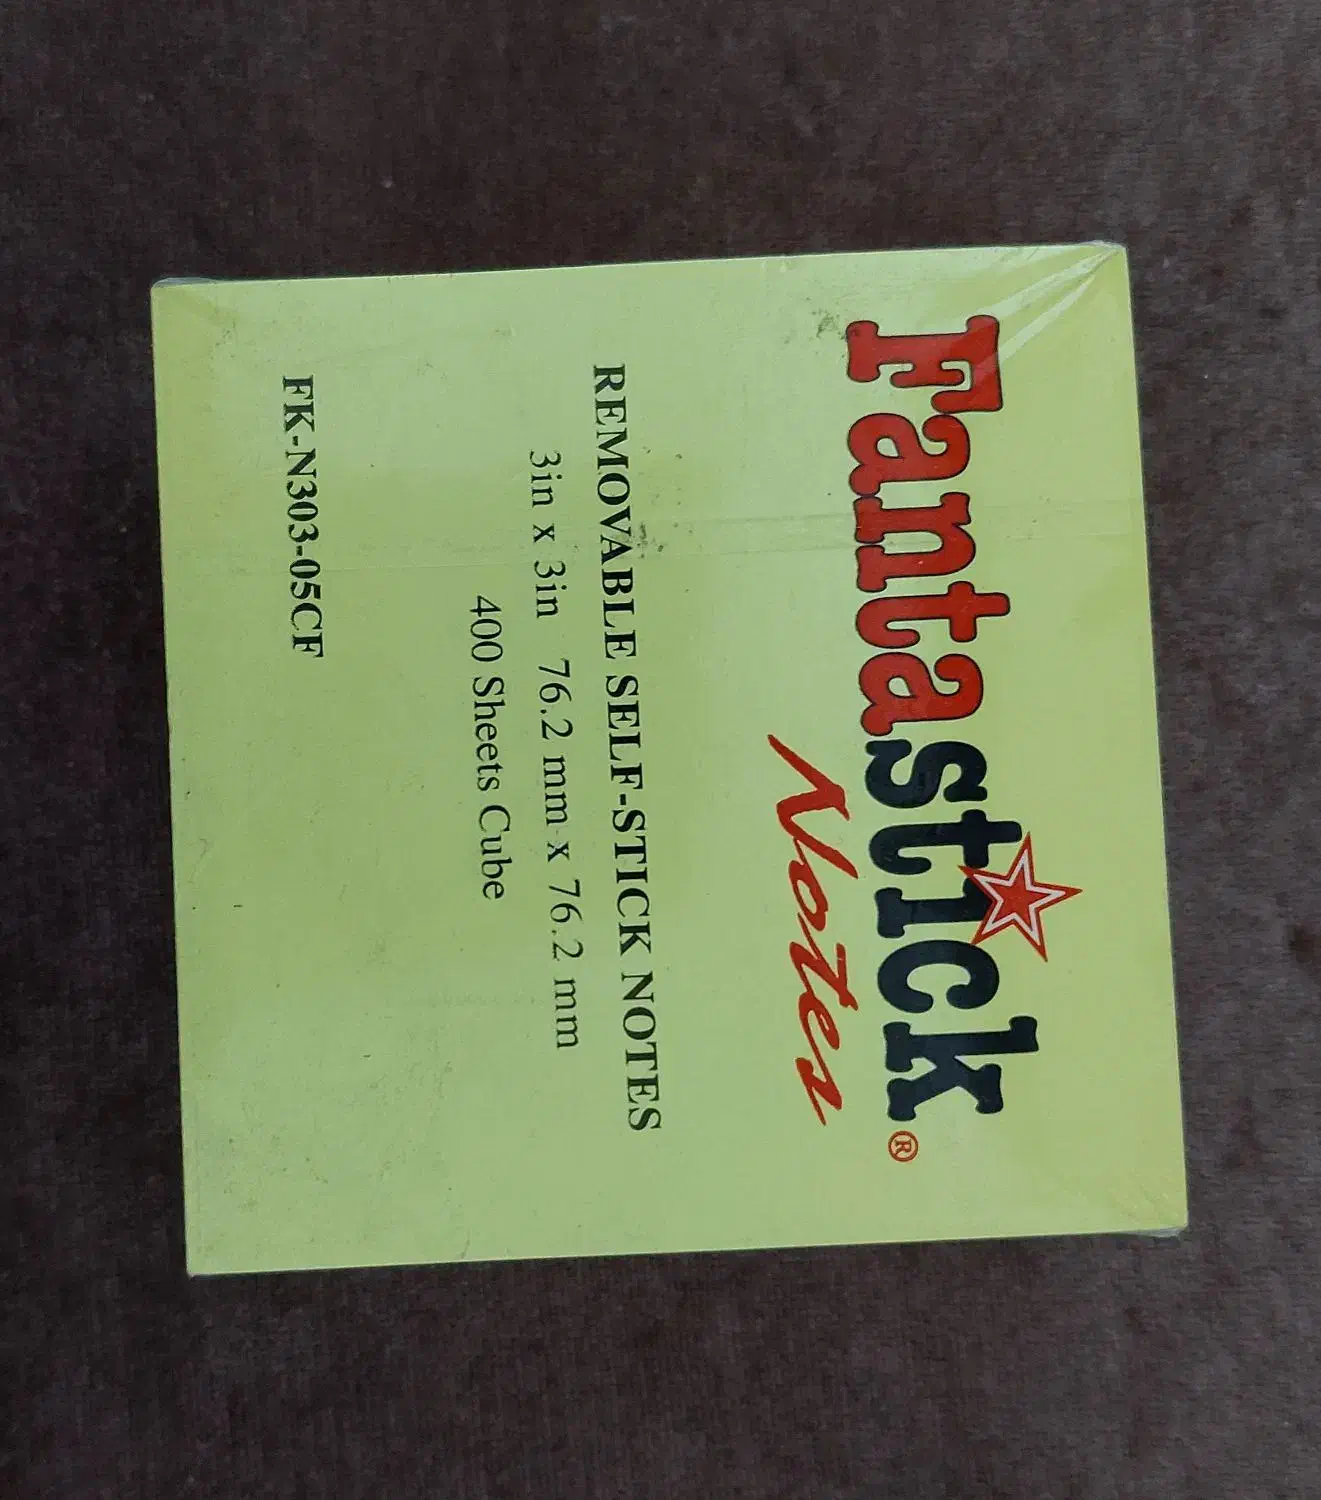 Fantastick®
Notes
REMOVABLE SELF-STICK NOTES
3in x 3in 76.2 mm x 76.2 mm
400 Sheets Cube
FK-N303-05CF